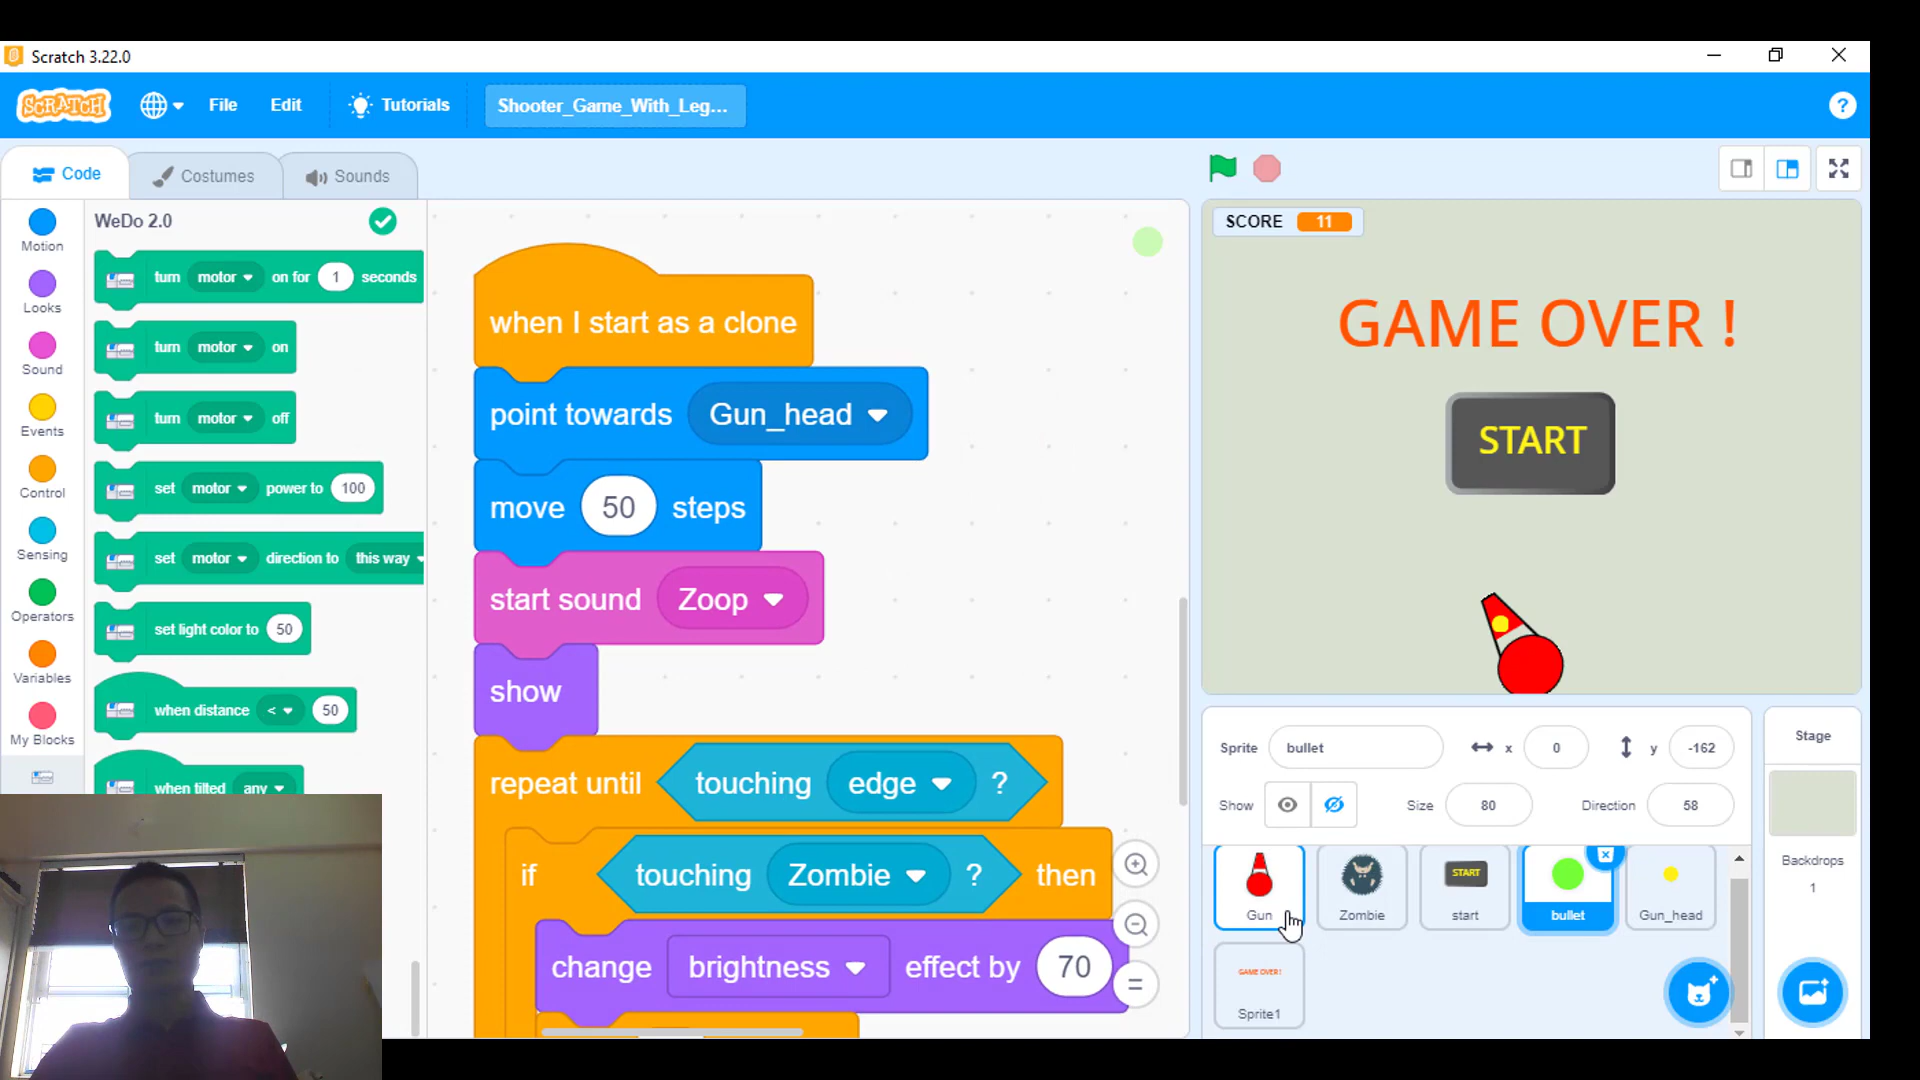 Scratch 3.22.0
SCRATCH
File
Edit
Tutorials
Shooter_Game_With_Leg...
?
Code
Costumes
Sounds
Motion
Looks
Sound
Events
Control
Sensing
Operators
Variables
My Blocks
WeDo 2.0
turn motor on for 1 seconds
turn motor on
turn motor off
set motor power to 100
set motor direction to this way
set light color to 50
when distance < 50
when tilted any
when I start as a clone
point towards Gun_head
move 50 steps
start sound Zoop
show
repeat until touching edge ?
if touching Zombie ? then
change brightness effect by 70
SCORE 11
GAME OVER !
START
Sprite bullet x 0 y -162
Show Size 80 Direction 58
Gun
Zombie
START
start
bullet
Gun_head
GAME OVER!
Sprite1
Stage
Backdrops
1